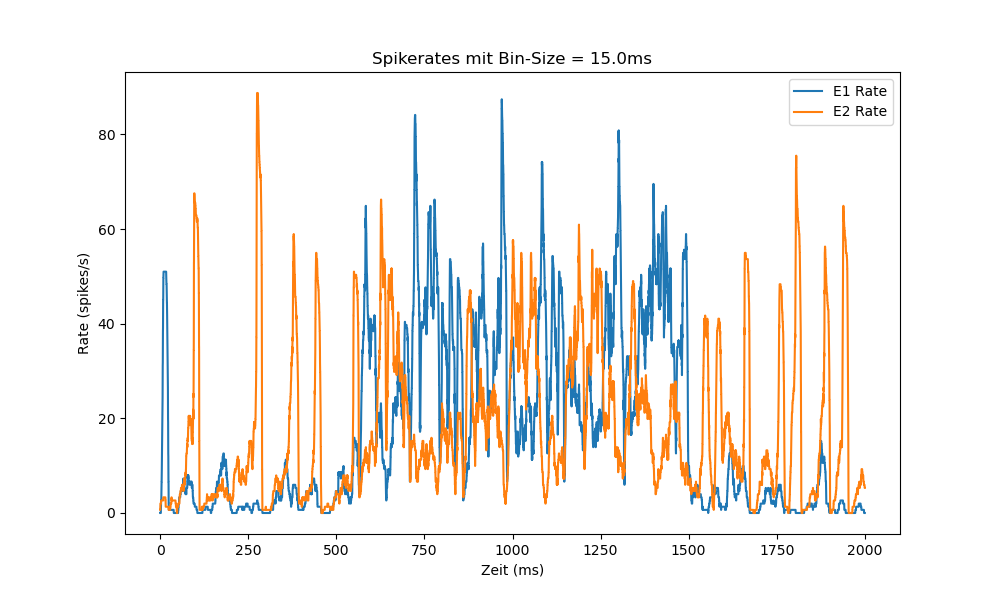 Spikerates mit Bin-Size = 15.0ms
E1 Rate
E2 Rate
Rate (spikes/s)
80
60
40
20
0
0 250 500 750 1000 1250 1500 1750 2000
Zeit (ms)